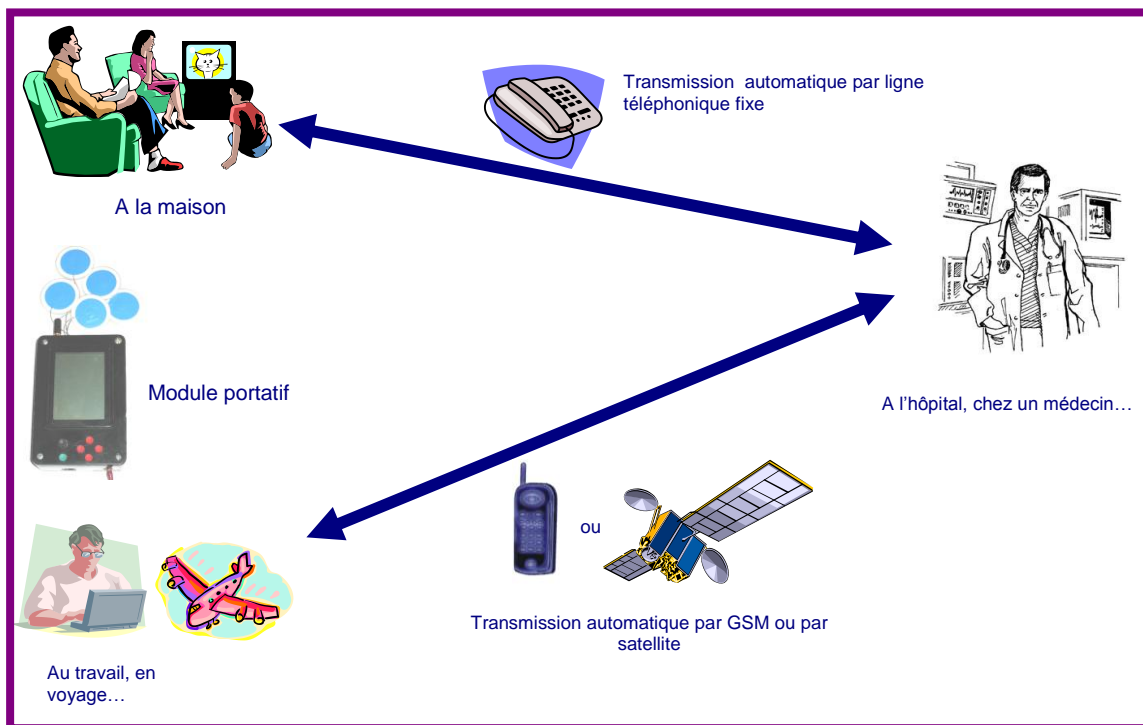 Transmission automatique par ligne
téléphonique fixe
A la maison
Module portatif
A l'hôpital, chez un médecin…
ou
Transmission automatique par GSM ou par
satellite
Au travail, en
voyage…